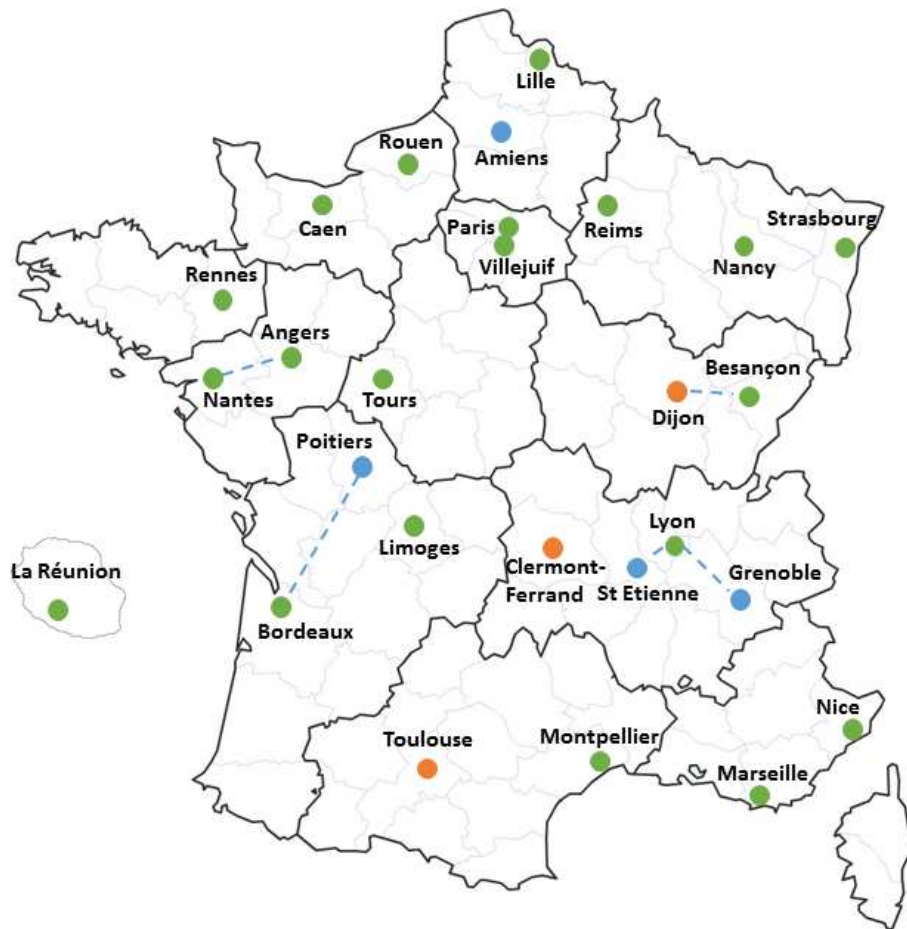 Lille
Rouen
Amiens
Caen
Paris
Villejuif
Reims
Strasbourg
Nancy
Rennes
Angers
Nantes
Tours
Besançon
Dijon
Poitiers
Limoges
Lyon
Clermont-
Ferrand
St Etienne
Grenoble
La Réunion
Bordeaux
Nice
Toulouse
Montpellier
Marseille